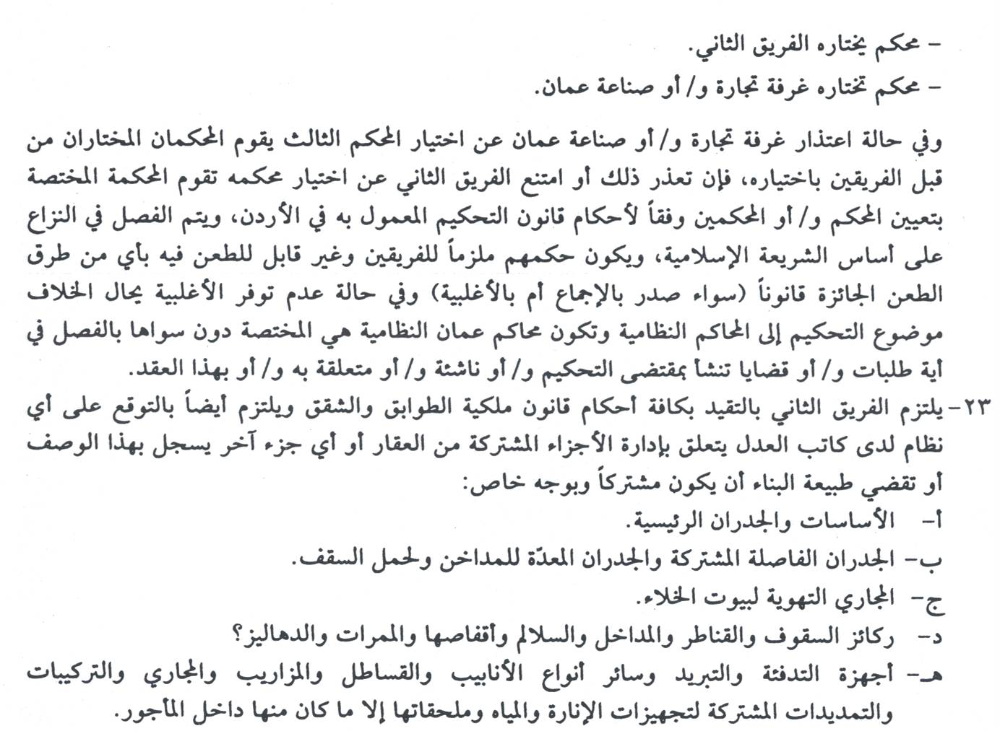 - محكم يختاره الفريق الثاني.
- محكم تختاره غرفة تجارة و/ أو صناعة عمان.
وفي حالة اعتذار غرفة تجارة و/ أو صناعة عمان عن اختيار المحكم الثالث يقوم المحكمان المختاران من
قبل الفريقين باختياره، فإن تعذر ذلك أو امتنع الفريق الثاني عن اختيار محكمه تقوم المحكمة المختصة
بتعيين المحكم و/ أو المحكمين وفقاً لأحكام قانون التحكيم المعمول به في الأردن، ويتم الفصل في النزاع
على أساس الشريعة الإسلامية، ويكون حكمهم ملزماً للفريقين وغير قابل للطعن فيه بأي من طرق
الطعن الجائزة قانوناً (سواء صدر بالإجماع أم بالأغلبية) وفي حالة عدم توفر الأغلبية يحال الخلاف
موضوع التحكيم إلى المحاكم النظامية وتكون محاكم عمان النظامية هي المختصة دون سواها بالفصل في
أية طلبات و/ أو قضايا تنشأ بمقتضى التحكيم و/ أو ناشئة و/ أو متعلقة به و/ أو بهذا العقد.
٢٣- يلتزم الفريق الثاني بالتقيد بكافة أحكام قانون ملكية الطوابق والشقق ويلتزم أيضاً بالتوقع على أي
نظام لدى كاتب العدل يتعلق بإدارة الأجزاء المشتركة من العقار أو أي جزء آخر يسجل بهذا الوصف
أو تقضي طبيعة البناء أن يكون مشتركاً وبوجه خاص:
أ- الأساسات والجدران الرئيسية.
ب- الجدران الفاصلة المشتركة والجدران المعدّة للمداخن ولحمل السقف.
ج- المجاري التهوية لبيوت الخلاء.
د- ركائز السقوف والقناطر والمداخل والسلالم وأقفاصها والممرات والدهاليز؟
هـ- أجهزة التدفئة والتبريد وسائر أنواع الأنابيب والقساطل والمزاريب والمجاري والتركيبات
والتمديدات المشتركة لتجهيزات الإنارة والمياه وملحقاتها إلا ما كان منها داخل المأجور.